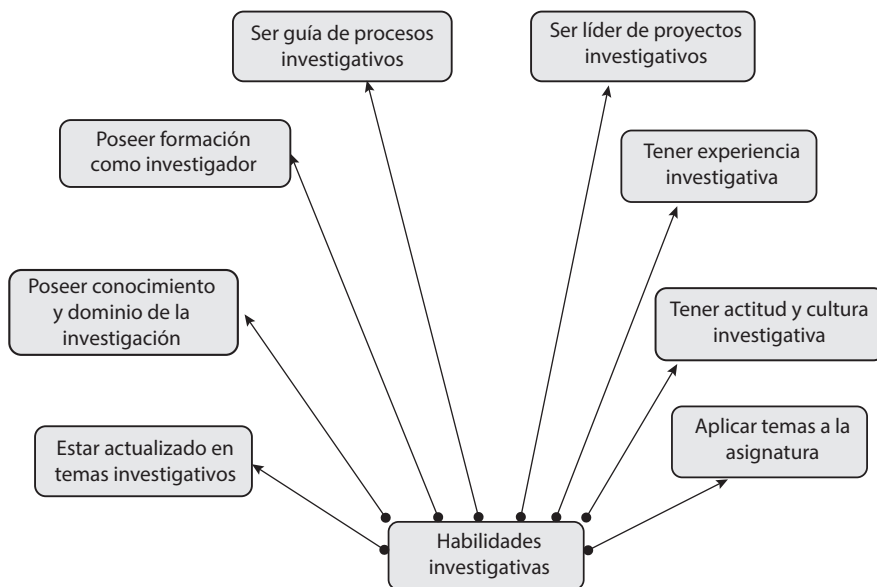 Ser guía de procesos
investigativos
Ser líder de proyectos
investigativos
Poseer formación
como investigador
Tener experiencia
investigativa
Poseer conocimiento
y dominio de la
investigación
Tener actitud y cultura
investigativa
Estar actualizado en
temas investigativos
Aplicar temas a la
asignatura
Habilidades
investigativas